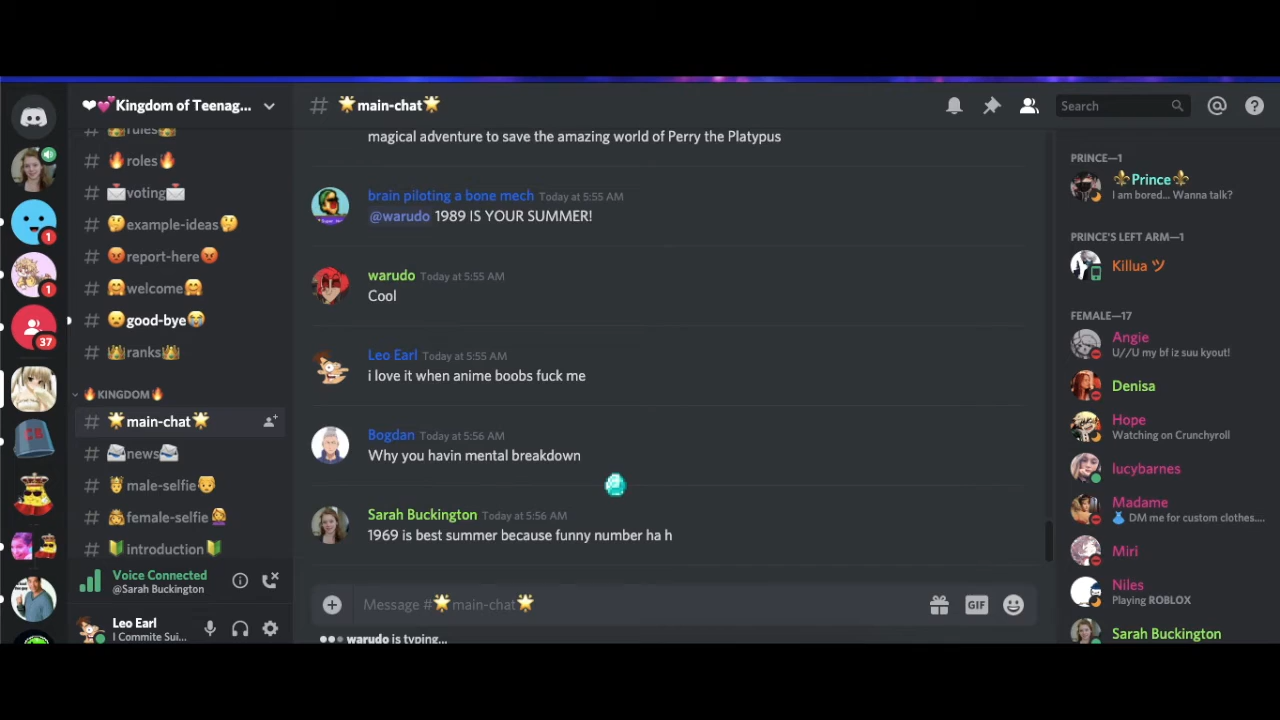 ❤💕Kingdom of Teenag...
🌟main-chat🌟
Search
1
1
37
👑rules👑
🔥roles🔥
📩voting📩
🤔example-ideas🤔
😡report-here😡
🤗welcome🤗
😦good-bye😭
👑ranks👑
🔥KINGDOM🔥
🌟main-chat🌟
📨news📨
🤴male-selfie👨
👸female-selfie👩
🔰introduction🔰
Voice Connected
@Sarah Buckington
Leo Earl
I Commite Sui...
magical adventure to save the amazing world of Perry the Platypus
brain piloting a bone mech Today at 5:55 AM
@warudo 1989 IS YOUR SUMMER!
warudo Today at 5:55 AM
Cool
Leo Earl Today at 5:55 AM
i love it when anime boobs fuck me
Bogdan Today at 5:56 AM
Why you havin mental breakdown
Sarah Buckington Today at 5:56 AM
1969 is best summer because funny number ha h
Message #🌟main-chat🌟
GIF
warudo is typing...
PRINCE—1
⚜Prince⚜
I am bored... Wanna talk?
PRINCE'S LEFT ARM—1
Killua ツ
FEMALE—17
Angie
U//U my bf iz suu kyout!
Denisa
Hope
Watching on Crunchyroll
lucybarnes
Madame
👗 DM me for custom clothes....
Miri
Niles
Playing ROBLOX
Sarah Buckington